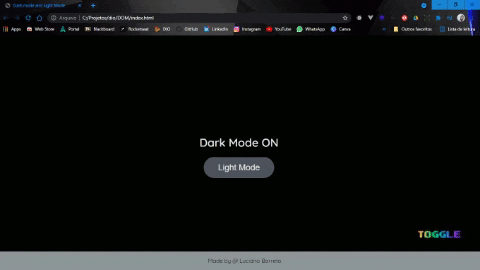 Dark mode and Light Mode
Arquivo | C:/Projetos/dio/DOM/index.html
Apps Web Store Portal Blackboard Rocketseat DIO GitHub LinkedIn Instagram YouTube WhatsApp Canva Outros favoritos Lista de leitura
Dark Mode ON
Light Mode
TOGGLE
Made by @ Luciano Barreto